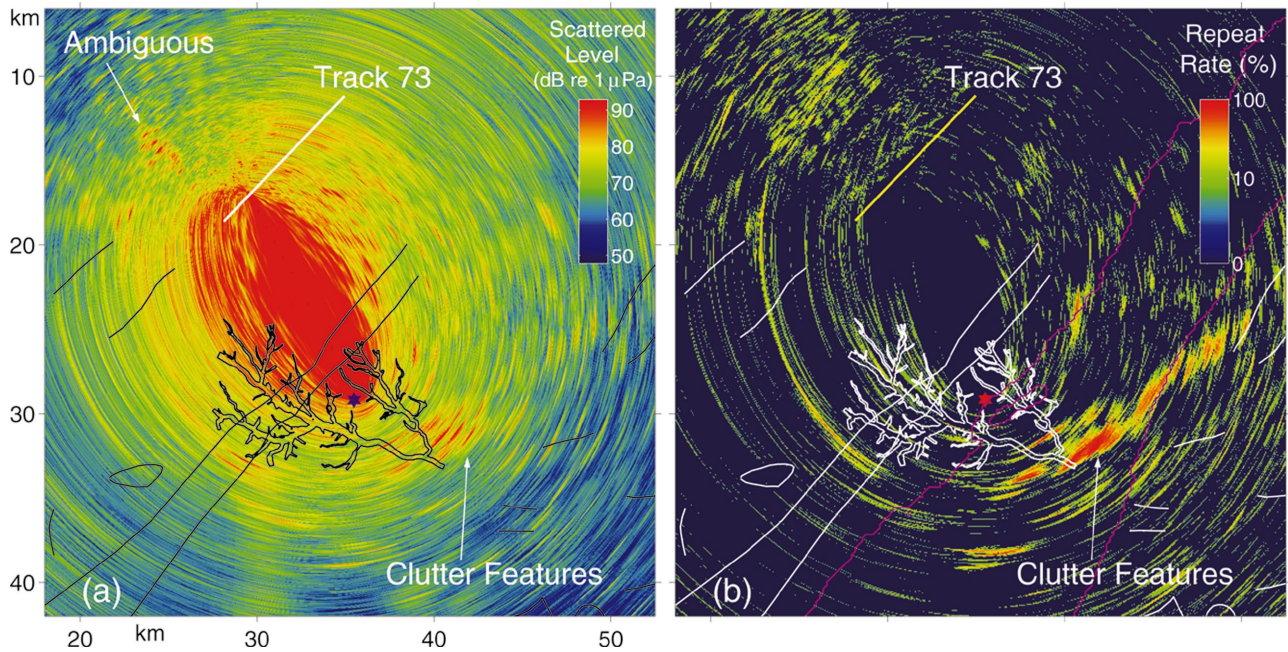 km
10
20
30
40
Ambiguous
Track 73
Scattered
Level
(dB re 1 μPa)
90
80
70
60
50
Clutter Features
(a)
20
km
30
40
50
Track 73
Repeat
Rate (%)
100
10
0
Clutter Features
(b)